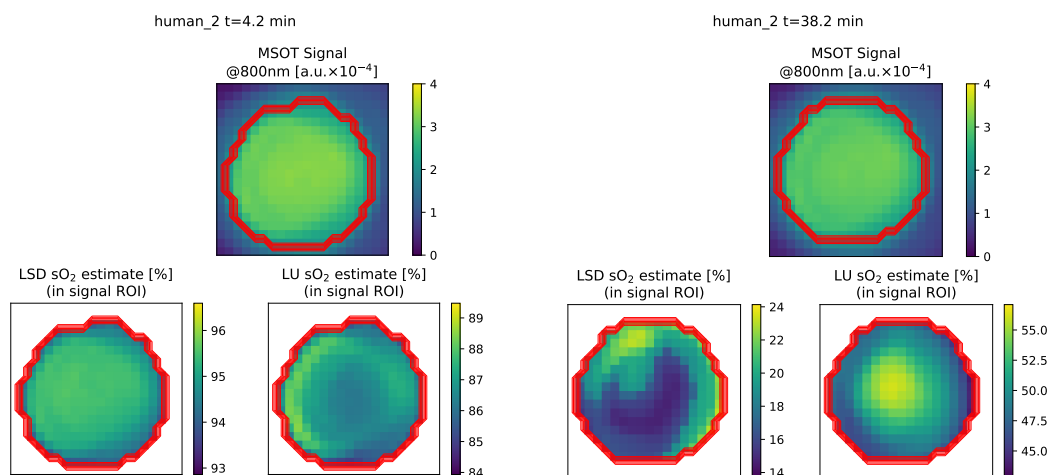 human_2 t=4.2 min
MSOT Signal
@800nm [a.u.×10⁻⁴]
4
3
2
1
0
LSD sO₂ estimate [%]
(in signal ROI)
96
95
94
93
LU sO₂ estimate [%]
(in signal ROI)
89
88
87
86
85
84
human_2 t=38.2 min
MSOT Signal
@800nm [a.u.×10⁻⁴]
4
3
2
1
0
LSD sO₂ estimate [%]
(in signal ROI)
24
22
20
18
16
14
LU sO₂ estimate [%]
(in signal ROI)
55.0
52.5
50.0
47.5
45.0